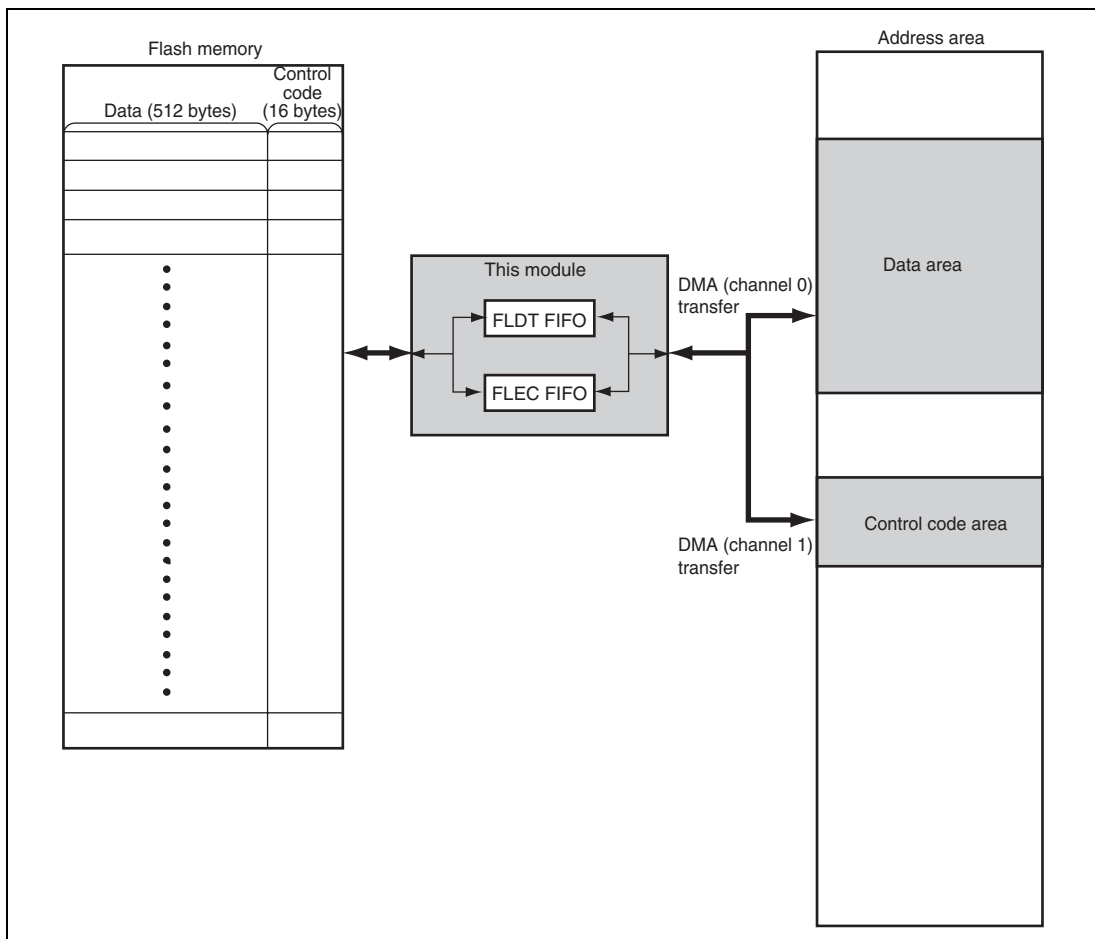 Flash memory
Control
code
(16 bytes)
Data (512 bytes)
This module
FLDT FIFO
FLEC FIFO
DMA (channel 0)
transfer
DMA (channel 1)
transfer
Address area
Data area
Control code area